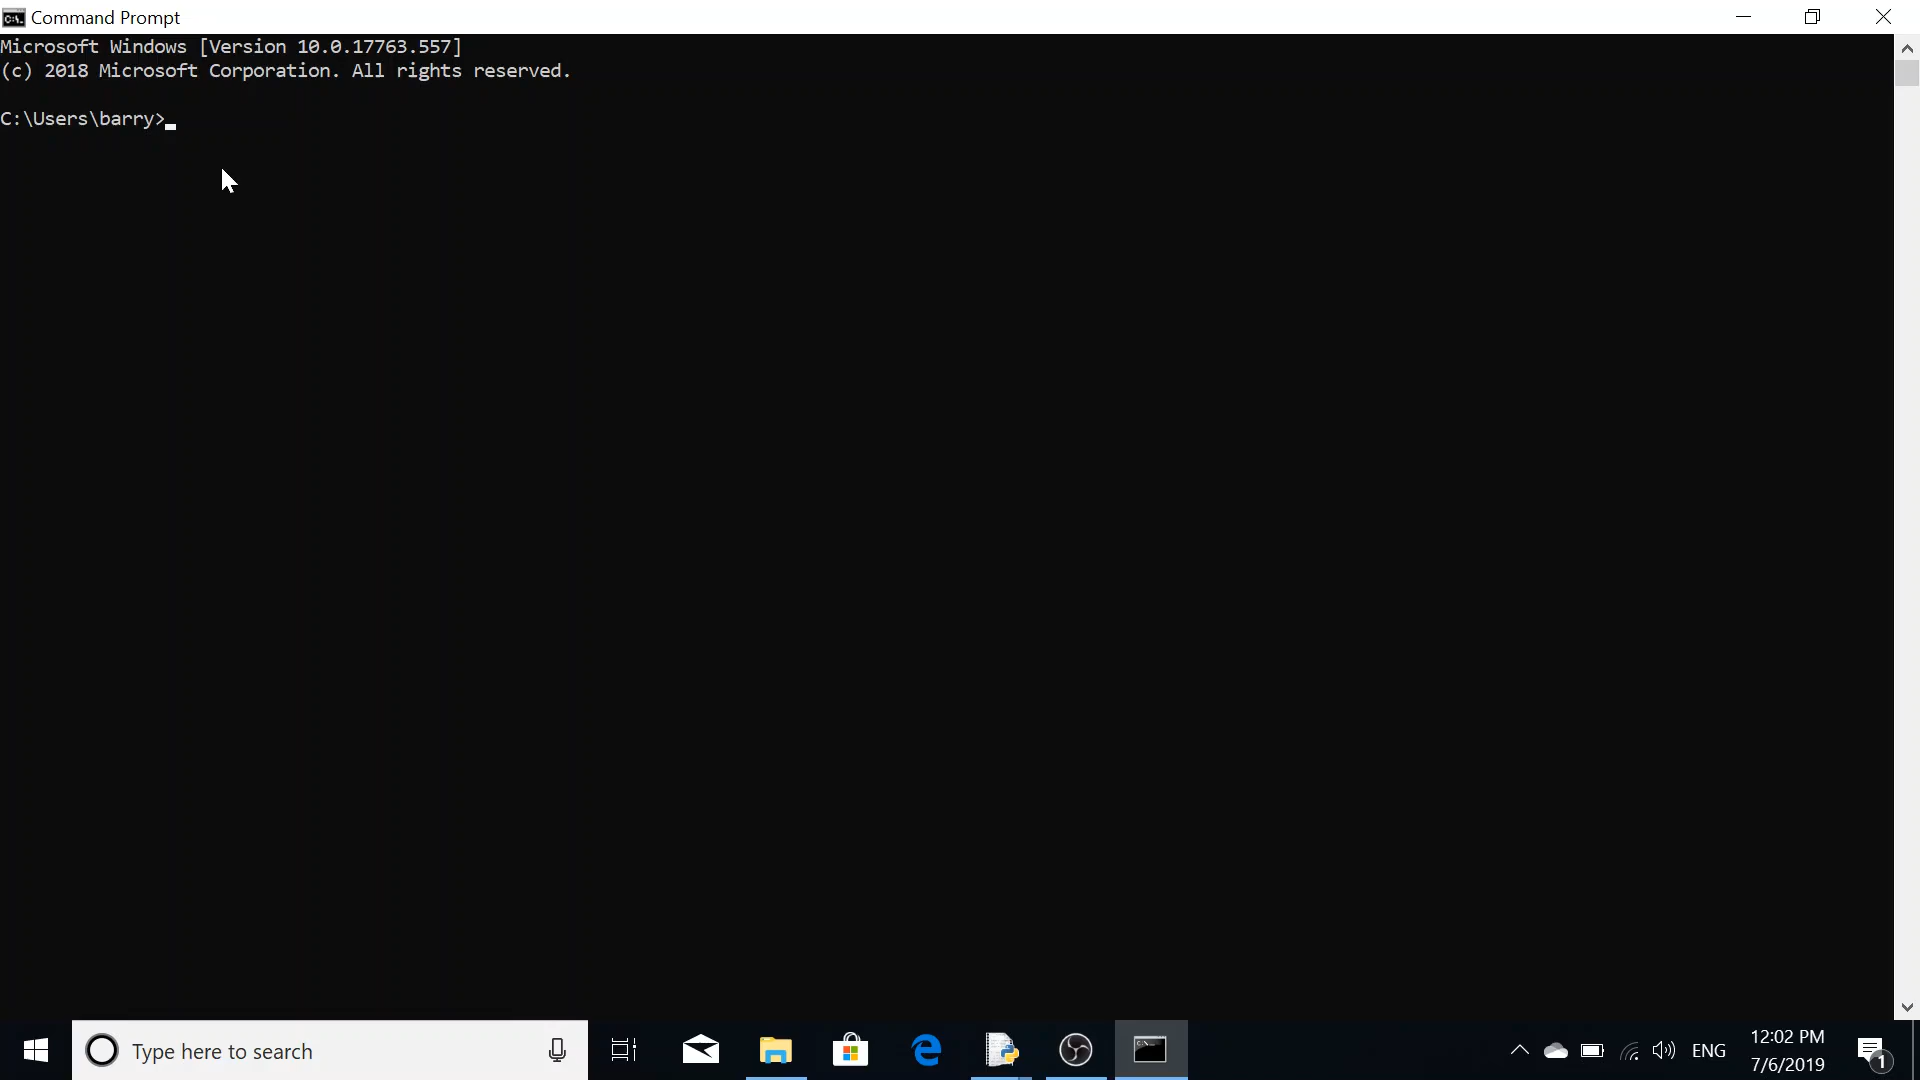 Command Prompt
Microsoft Windows [Version 10.0.17763.557]
(c) 2018 Microsoft Corporation. All rights reserved.
C:\Users\barry>
Type here to search
ENG
12:02 PM
7/6/2019
1